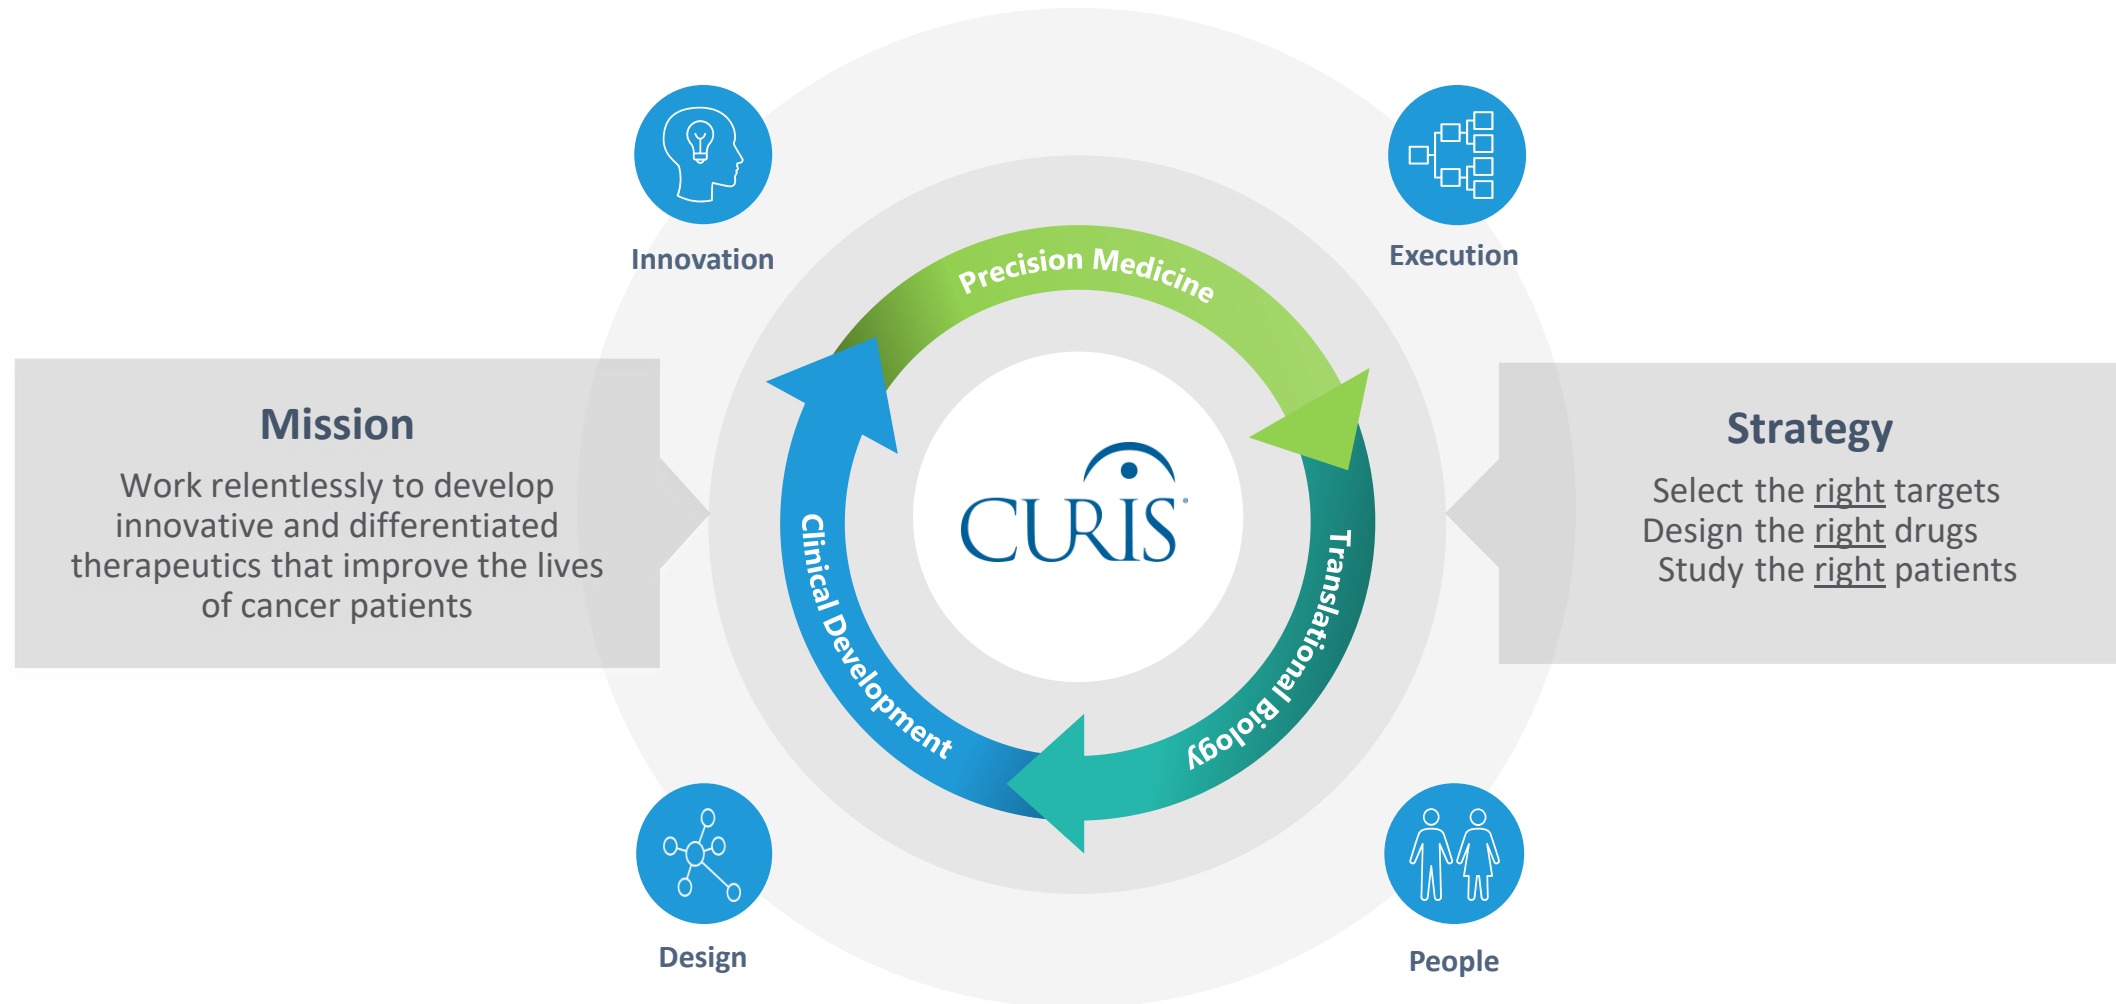 Innovation
Execution
Precision Medicine
Mission
Work relentlessly to develop
innovative and differentiated
therapeutics that improve the lives
of cancer patients
CURIS®
Strategy
Select the right targets
Design the right drugs
Study the right patients
Clinical Development
Translational Biology
Design
People